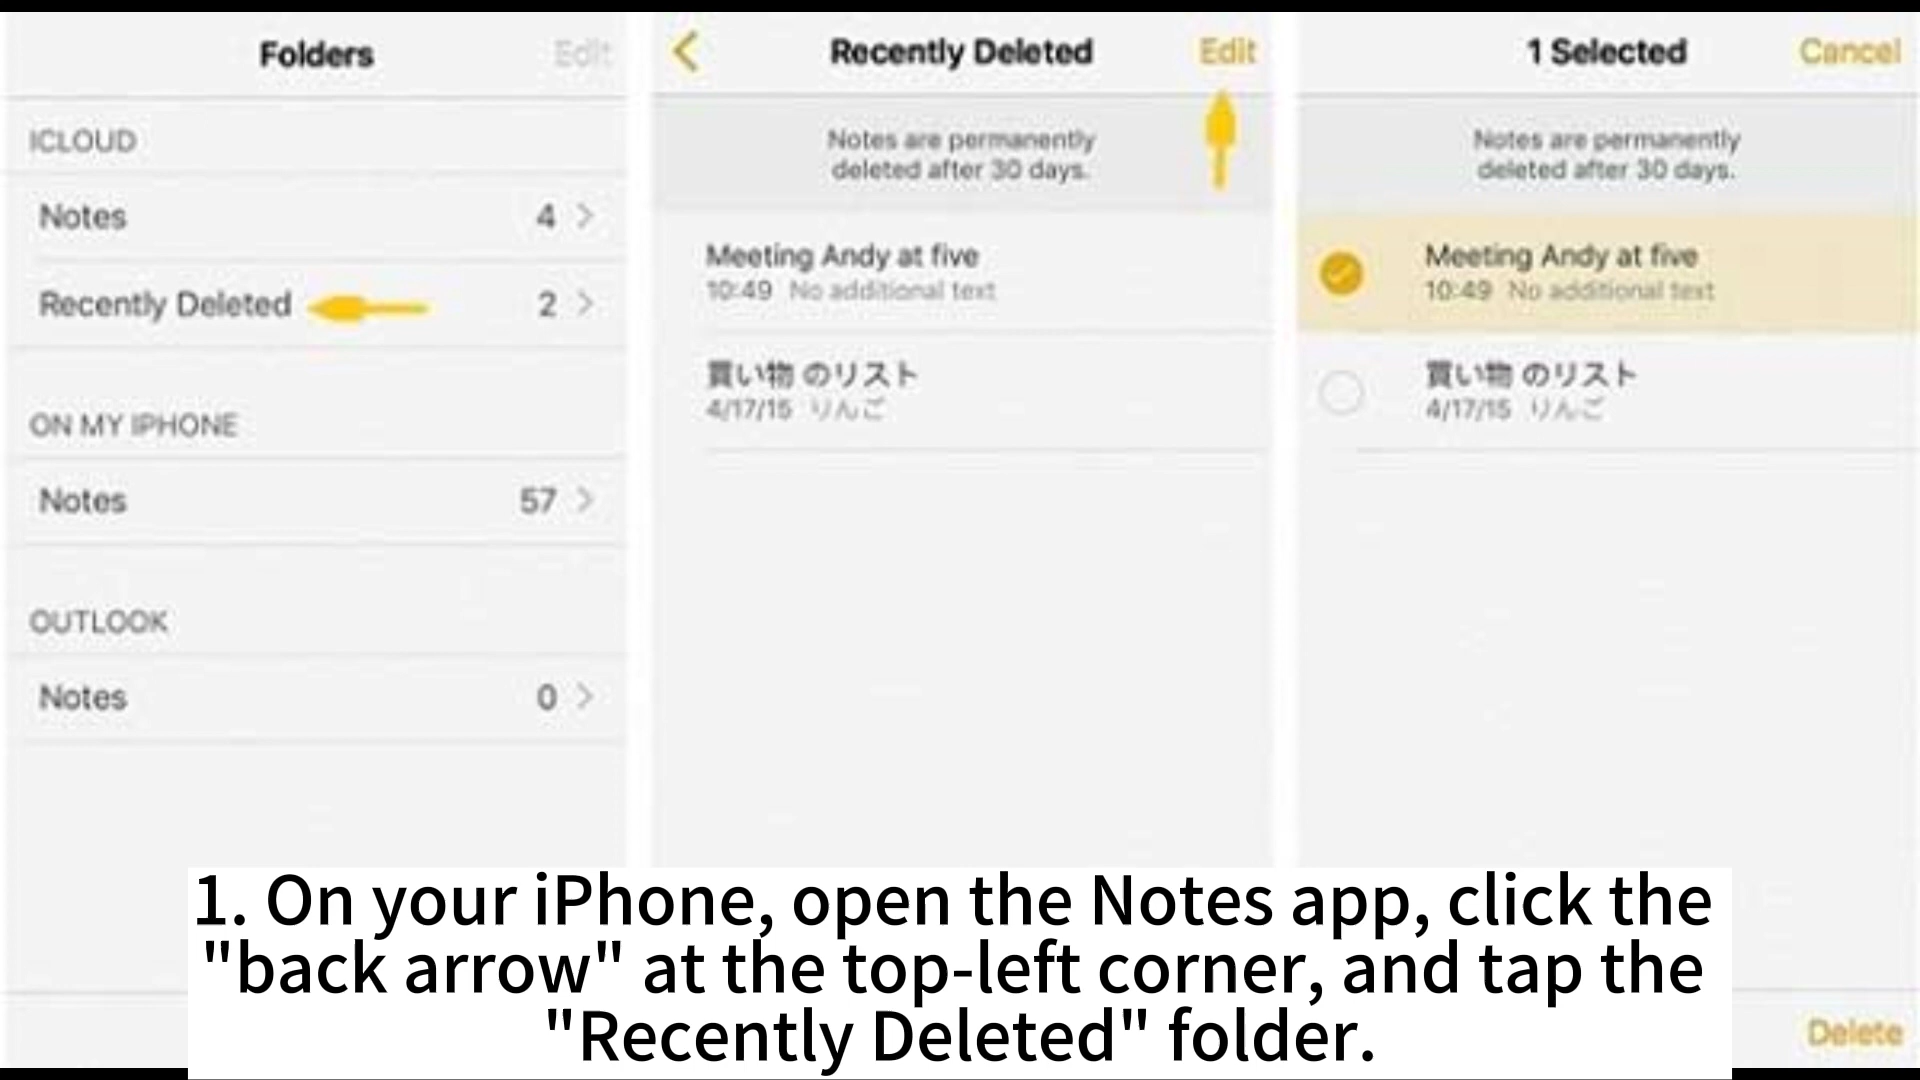 Folders
Edit
ICLOUD
Notes 4
Recently Deleted 2
ON MY IPHONE
Notes 57
OUTLOOK
Notes 0
Recently Deleted
Edit
Notes are permanently
deleted after 30 days.
Meeting Andy at five
10:49 No additional text
買い物 のリスト
4/17/15 りんご
1 Selected
Cancel
Notes are permanently
deleted after 30 days.
Meeting Andy at five
10:49 No additional text
買い物 のリスト
4/17/15 りんご
Delete
1. On your iPhone, open the Notes app, click the
"back arrow" at the top-left corner, and tap the
"Recently Deleted" folder.